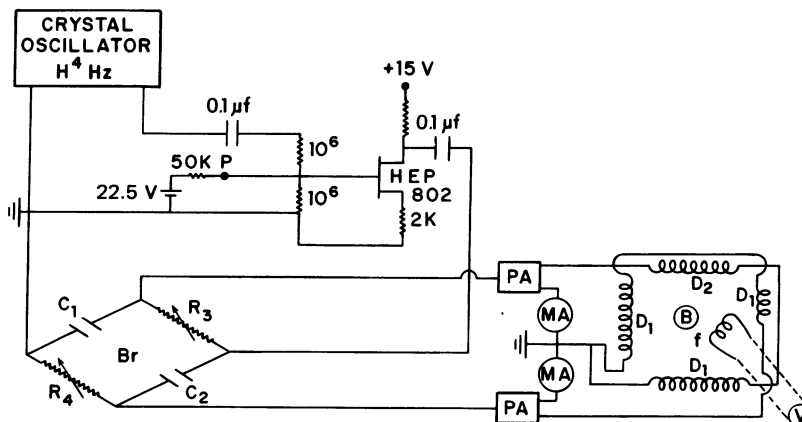 CRYSTAL
OSCILLATOR
H⁴ Hz
+15 V
0.1 µf
0.1 µf
10⁶
50K P
HEP
802
22.5 V
10⁶
2K
PA
D₂
C₁
R₃
MA
D₁
B
D₁
f
Br
MA
D₁
R₄
C₂
PA
V